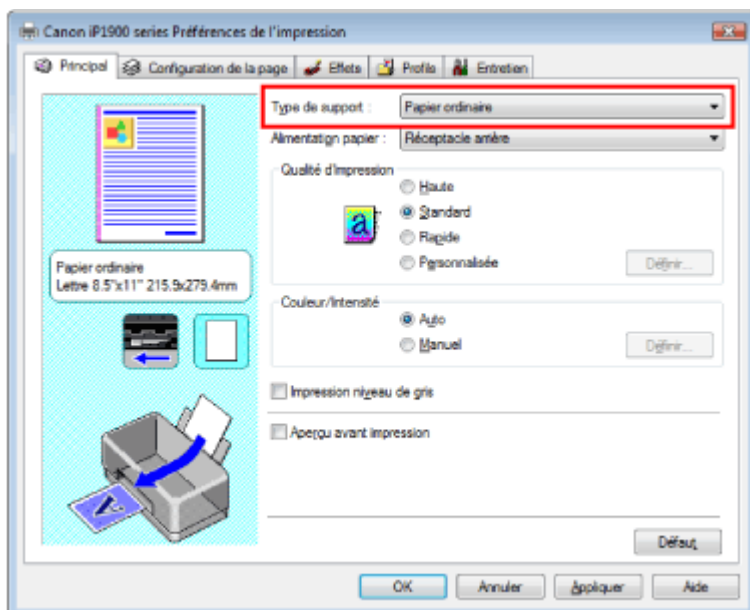 Canon iP1900 series Préférences de l'impression
Principal Configuration de la page Effets Profils Entretien
Type de support : Papier ordinaire
Alimentation papier : Réceptacle arrière
Qualité d'impression
Haute
a Standard
Rapide
Personnalisée Définir...
Papier ordinaire
Lettre 8.5"x11" 215.9x279.4mm
Couleur/Intensité
Auto
Manuel Définir...
Impression niveau de gris
Aperçu avant impression
Défaut
OK Annuler Appliquer Aide